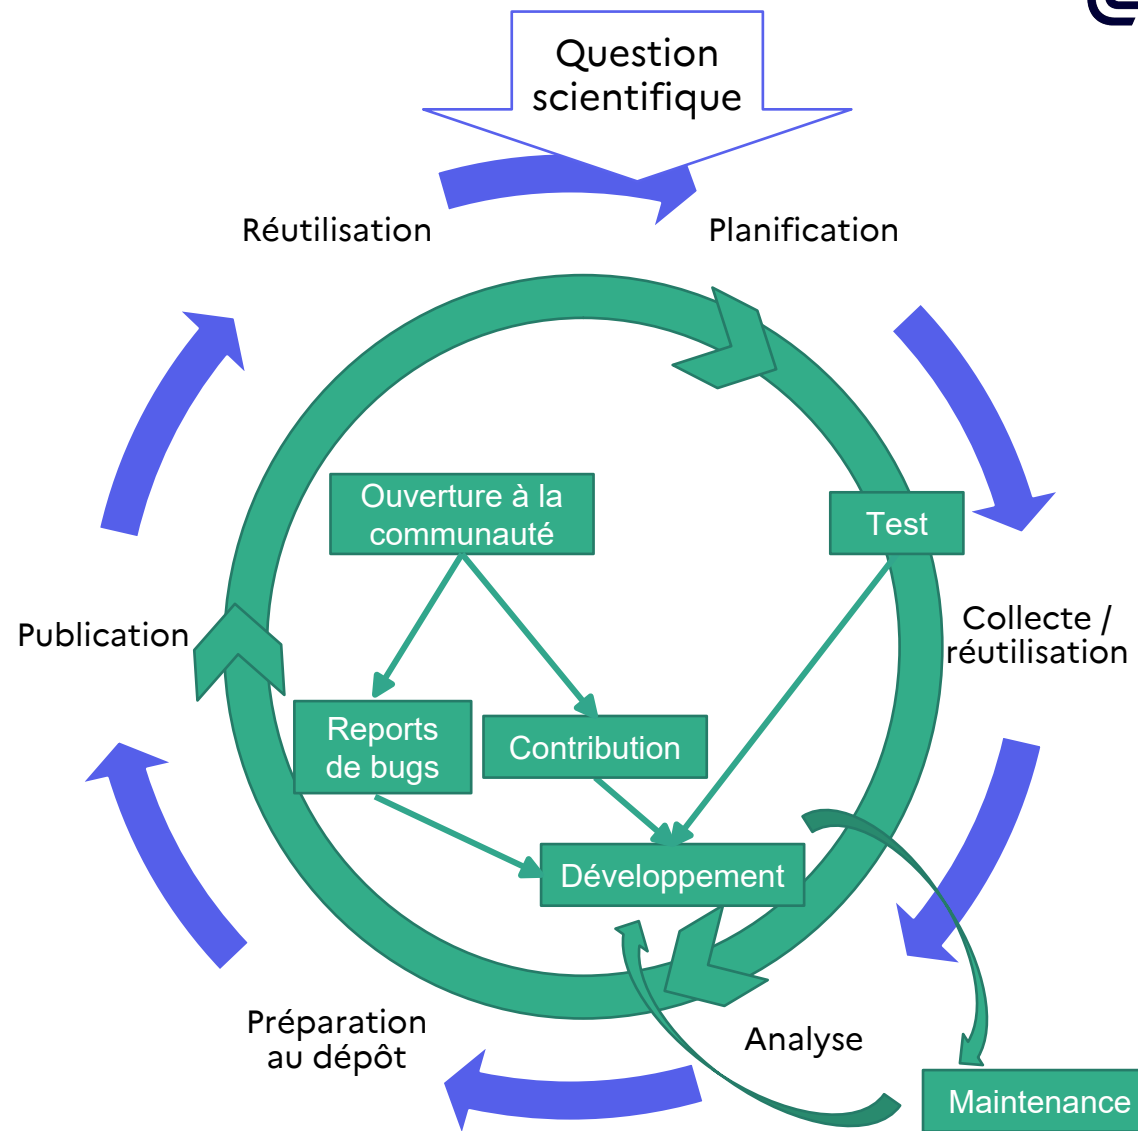 Question
scientifique
Réutilisation
Planification
Ouverture à la
communauté
Test
Publication
Collecte /
réutilisation
Reports
de bugs
Contribution
Développement
Préparation
au dépôt
Analyse
Maintenance